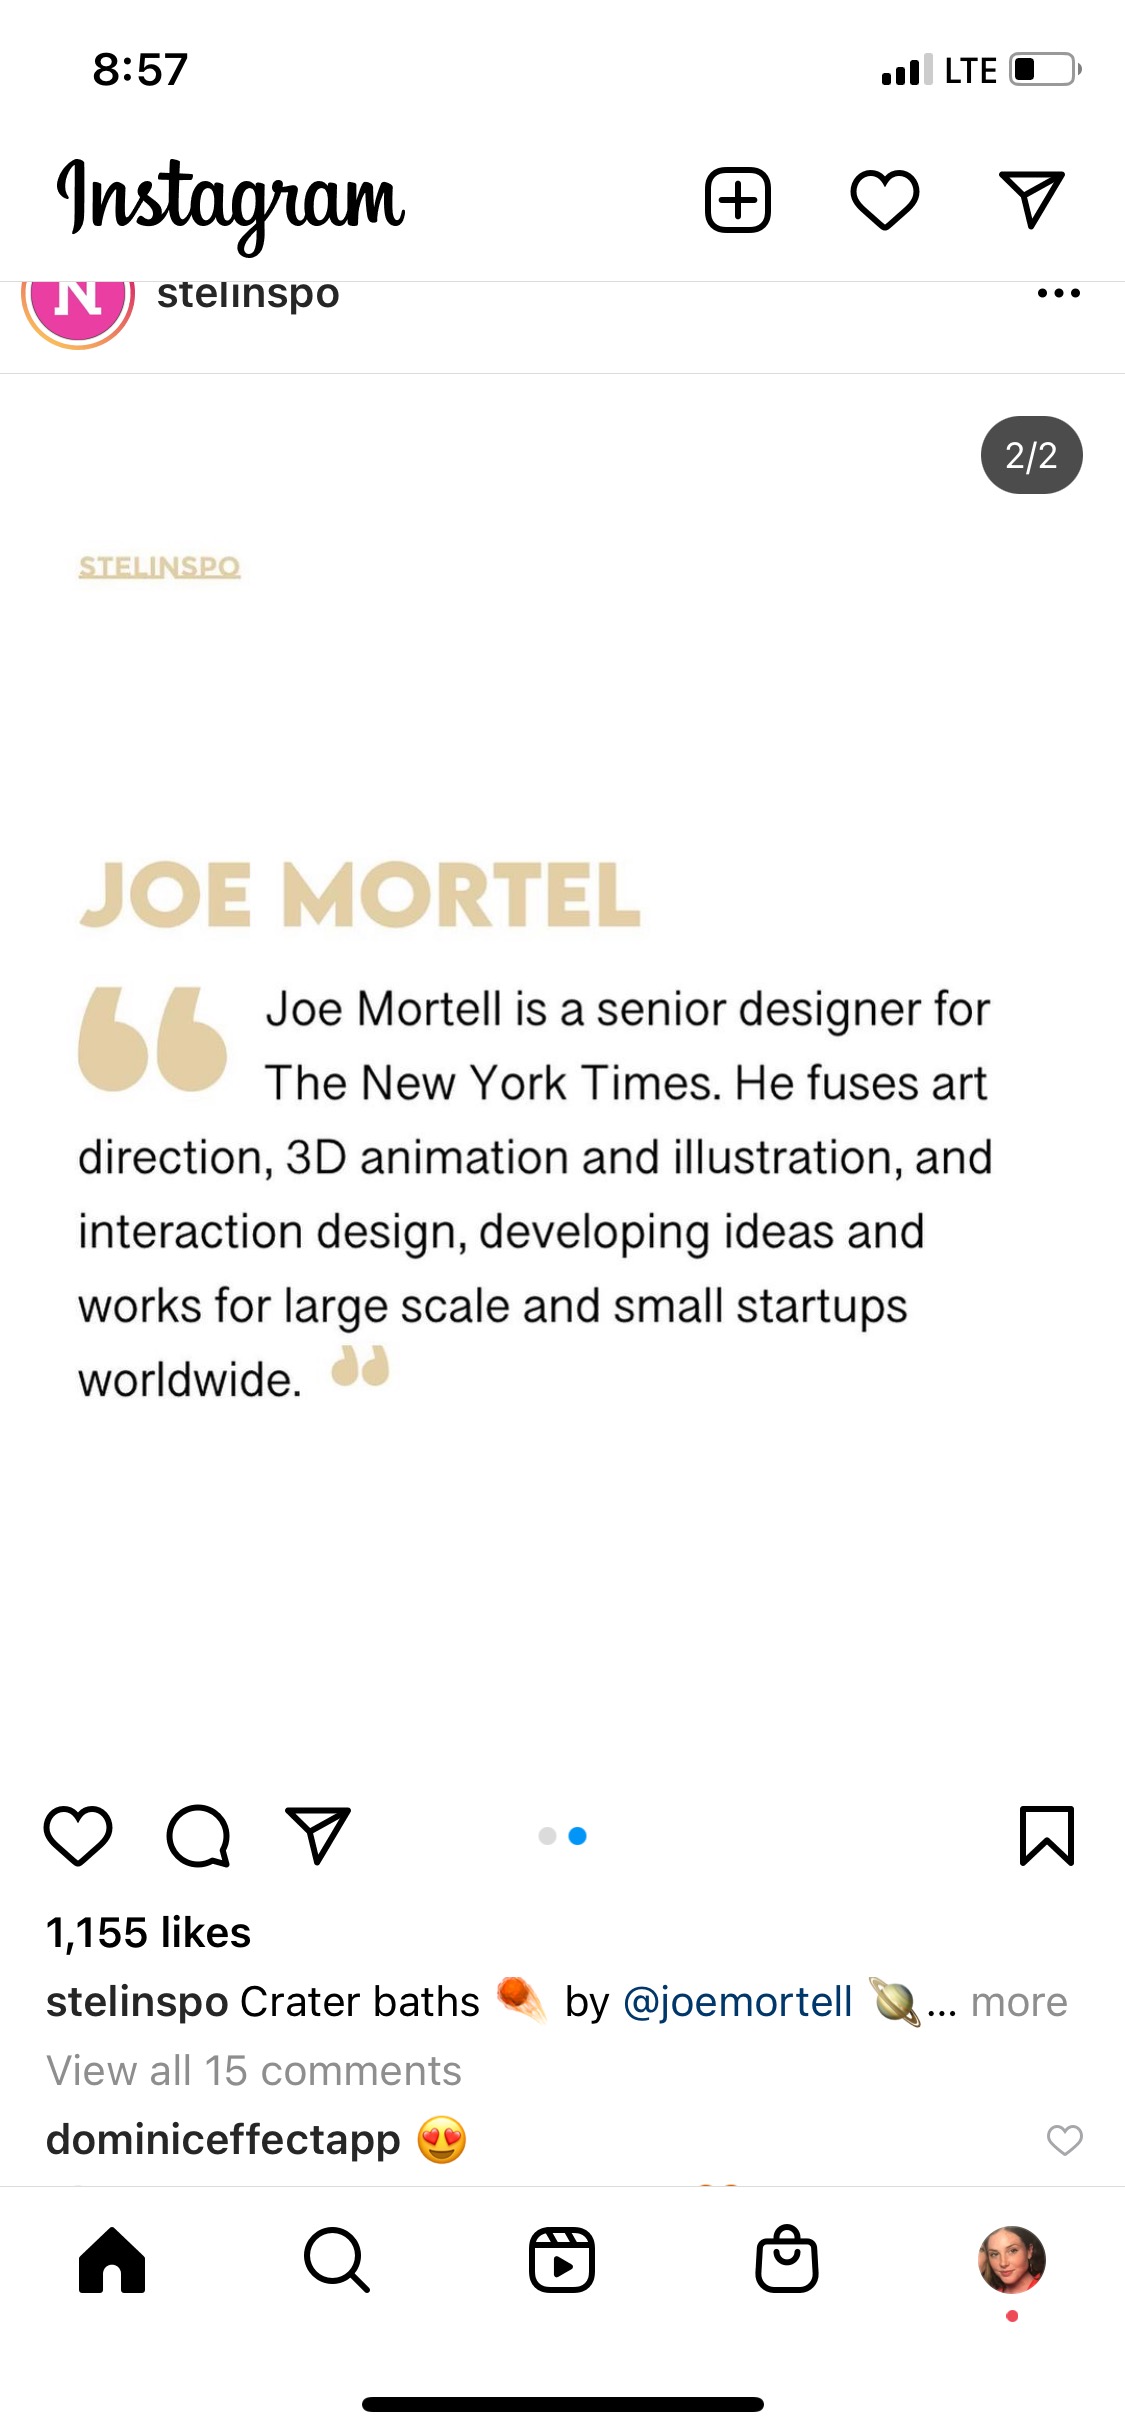 8:57
LTE
Instagram
N
stelinspo
2/2
STELINSPO
JOE MORTEL
“ Joe Mortell is a senior designer for
The New York Times. He fuses art
direction, 3D animation and illustration, and
interaction design, developing ideas and
works for large scale and small startups
worldwide. ”
1,155 likes
stelinspo Crater baths ☄️ by @joemortell 🪐... more
View all 15 comments
dominiceffectapp 😍